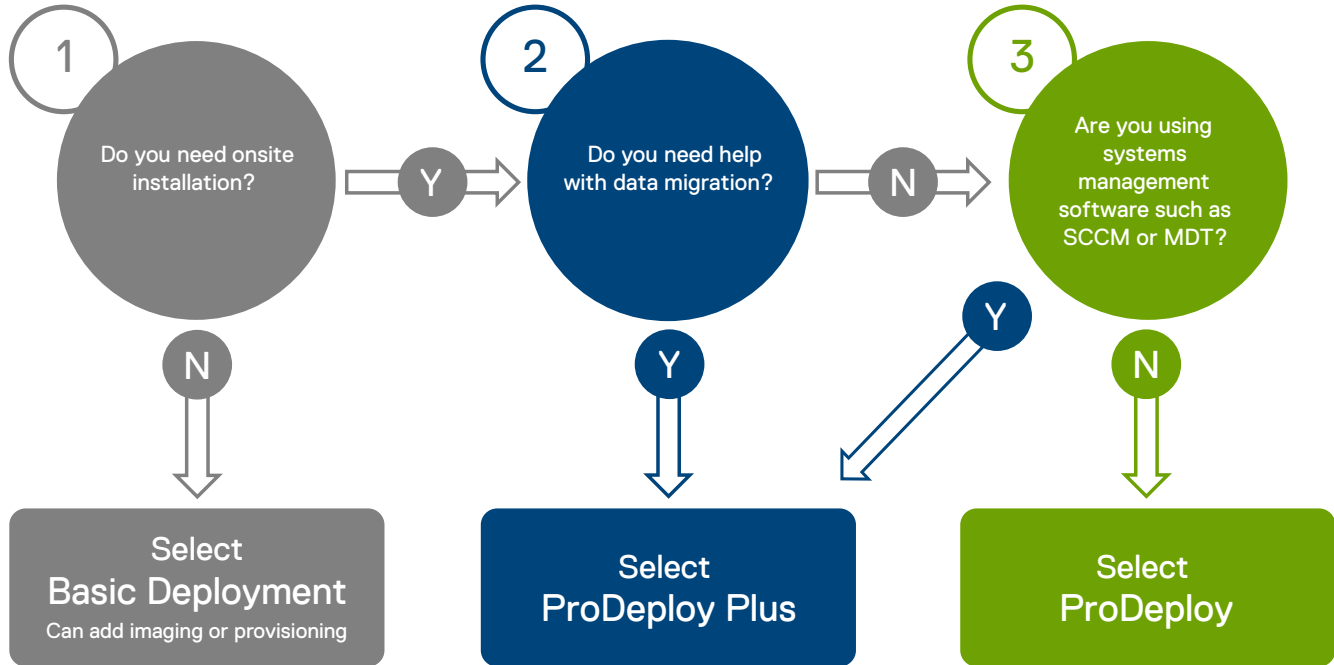 1
Do you need onsite
installation?
Y
2
Do you need help
with data migration?
N
3
Are you using
systems
management
software such as
SCCM or MDT?
N
Y
Y
N
Select
Basic Deployment
Can add imaging or provisioning
Select
ProDeploy Plus
Select
ProDeploy